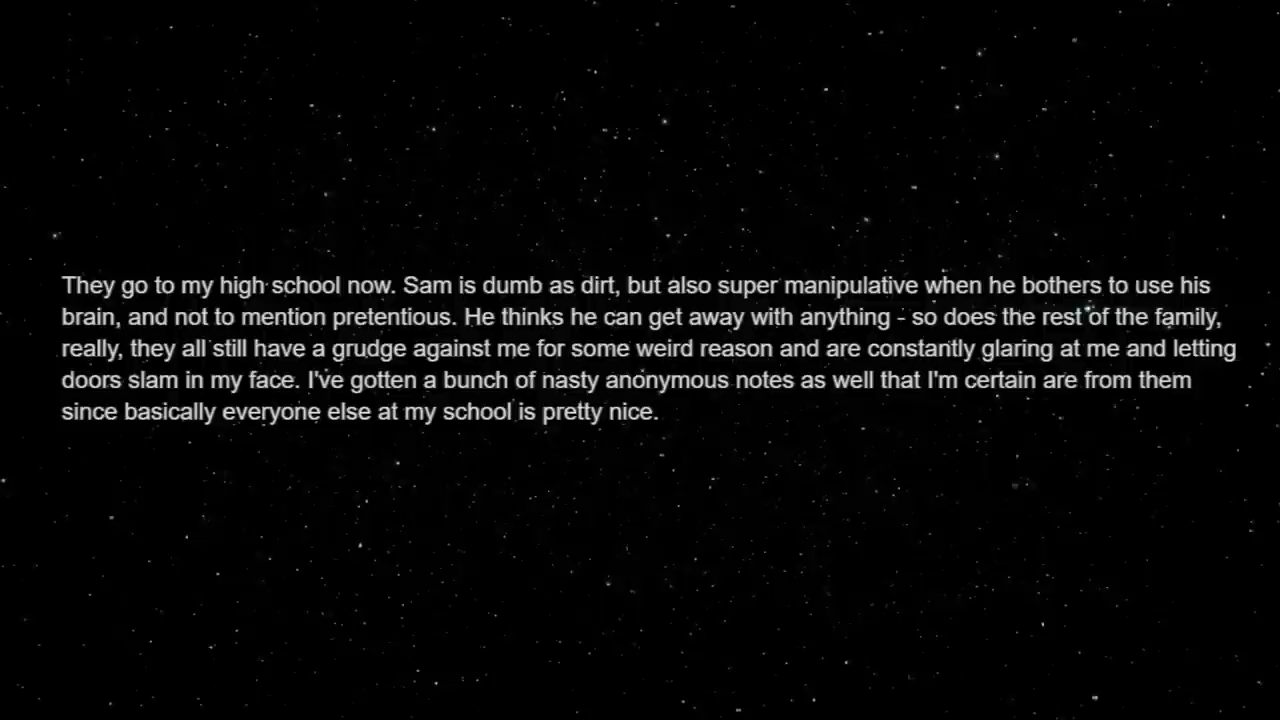 They go to my high school now. Sam is dumb as dirt, but also super manipulative when he bothers to use his
brain, and not to mention pretentious. He thinks he can get away with anything - so does the rest of the family,
really, they all still have a grudge against me for some weird reason and are constantly glaring at me and letting
doors slam in my face. I've gotten a bunch of nasty anonymous notes as well that I'm certain are from them
since basically everyone else at my school is pretty nice.